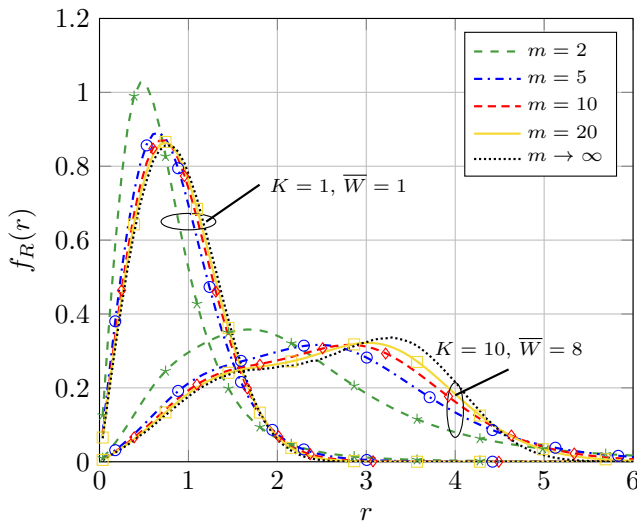 1.2
1
0.8
0.6
0.4
0.2
0
0 1 2 3 4 5 6
f_R(r)
r
m = 2
m = 5
m = 10
m = 20
m → ∞
K = 1, W̅ = 1
K = 10, W̅ = 8